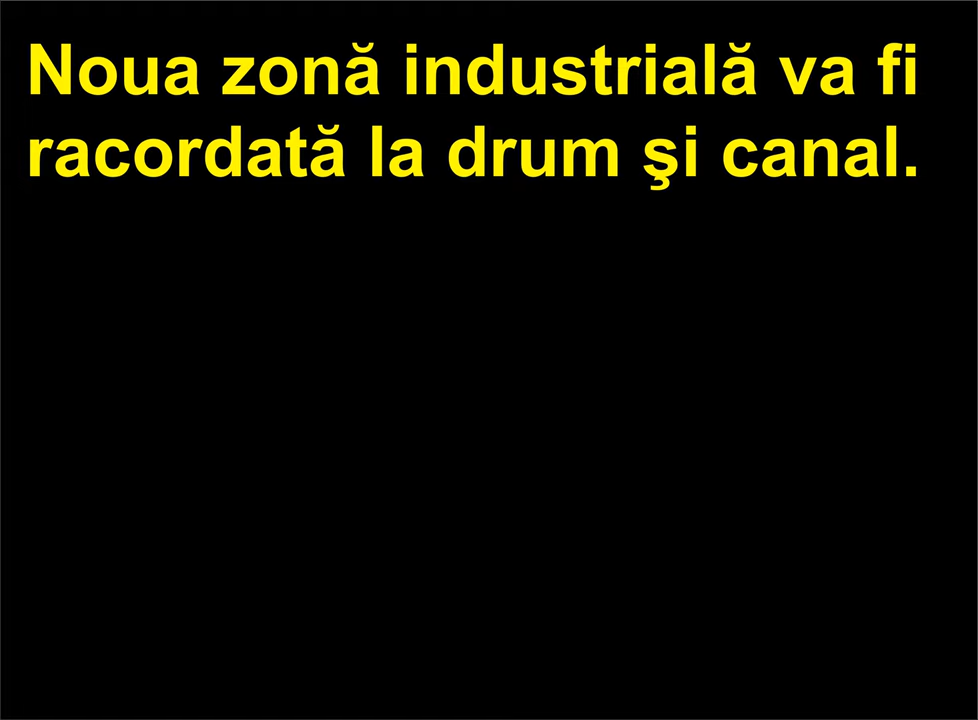 Noua zonă industrială va fi
racordată la drum şi canal.